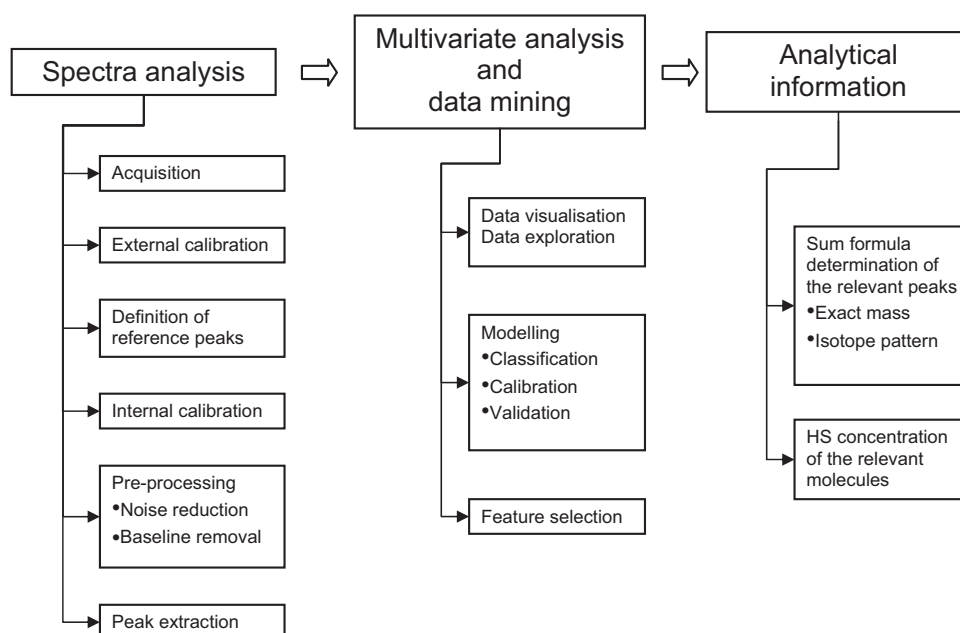 Spectra analysis
Acquisition
External calibration
Definition of
reference peaks
Internal calibration
Pre-processing
•Noise reduction
•Baseline removal
Peak extraction
Multivariate analysis
and
data mining
Data visualisation
Data exploration
Modelling
•Classification
•Calibration
•Validation
Feature selection
Analytical
information
Sum formula
determination of
the relevant peaks
•Exact mass
•Isotope pattern
HS concentration
of the relevant
molecules